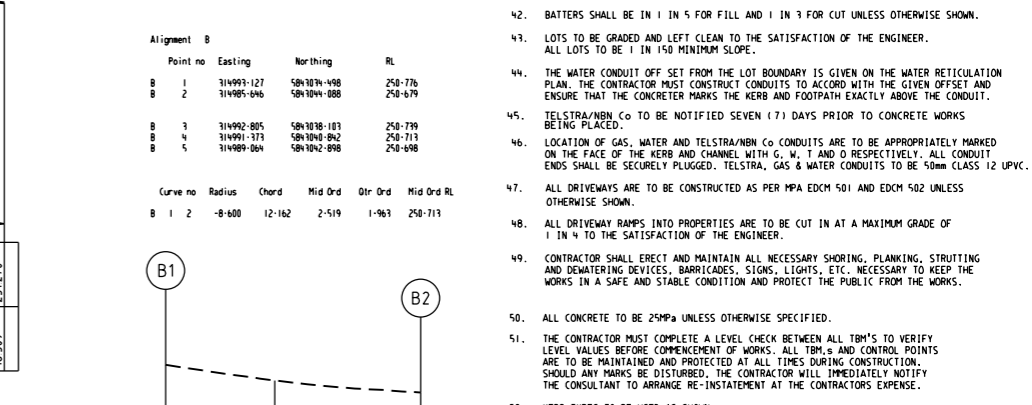 Alignment B
Point no Easting Northing RL
B 1 314993·127 5843034·498 250·776
B 2 314985·646 5843044·088 250·679
B 3 314992·805 5843038·103 250·739
B 4 314991·373 5843040·842 250·713
B 5 314989·064 5843042·898 250·698
Curve no Radius Chord Mid Ord Qtr Ord Mid Ord RL
B 1 2 -8·600 12·162 2·519 1·963 250·713
B1
B2
42. BATTERS SHALL BE IN 1 IN 5 FOR FILL AND 1 IN 3 FOR CUT UNLESS OTHERWISE SHOWN.
43. LOTS TO BE GRADED AND LEFT CLEAN TO THE SATISFACTION OF THE ENGINEER.
ALL LOTS TO BE 1 IN 150 MINIMUM SLOPE.
44. THE WATER CONDUIT OFF SET FROM THE LOT BOUNDARY IS GIVEN ON THE WATER RETICULATION
PLAN. THE CONTRACTOR MUST CONSTRUCT CONDUITS TO ACCORD WITH THE GIVEN OFFSET AND
ENSURE THAT THE CONCRETER MARKS THE KERB AND FOOTPATH EXACTLY ABOVE THE CONDUIT.
45. TELSTRA/NBN Co TO BE NOTIFIED SEVEN (7) DAYS PRIOR TO CONCRETE WORKS
BEING PLACED.
46. LOCATION OF GAS, WATER AND TELSTRA/NBN Co CONDUITS ARE TO BE APPROPRIATELY MARKED
ON THE FACE OF THE KERB AND CHANNEL WITH G, W, T AND O RESPECTIVELY. ALL CONDUIT
ENDS SHALL BE SECURELY PLUGGED. TELSTRA, GAS & WATER CONDUITS TO BE 50mm CLASS 12 UPVC.
47. ALL DRIVEWAYS ARE TO BE CONSTRUCTED AS PER MPA EDCM 501 AND EDCM 502 UNLESS
OTHERWISE SHOWN.
48. ALL DRIVEWAY RAMPS INTO PROPERTIES ARE TO BE CUT IN AT A MAXIMUM GRADE OF
1 IN 4 TO THE SATISFACTION OF THE ENGINEER.
49. CONTRACTOR SHALL ERECT AND MAINTAIN ALL NECESSARY SHORING, PLANKING, STRUTTING
AND DEWATERING DEVICES, BARRICADES, SIGNS, LIGHTS, ETC. NECESSARY TO KEEP THE
WORKS IN A SAFE AND STABLE CONDITION AND PROTECT THE PUBLIC FROM THE WORKS.
50. ALL CONCRETE TO BE 25MPa UNLESS OTHERWISE SPECIFIED.
51. THE CONTRACTOR MUST COMPLETE A LEVEL CHECK BETWEEN ALL TBM'S TO VERIFY
LEVEL VALUES BEFORE COMMENCEMENT OF WORKS. ALL TBM,s AND CONTROL POINTS
ARE TO BE MAINTAINED AND PROTECTED AT ALL TIMES DURING CONSTRUCTION.
SHOULD ANY MARKS BE DISTURBED, THE CONTRACTOR WILL IMMEDIATELY NOTIFY
THE CONSULTANT TO ARRANGE RE-INSTATEMENT AT THE CONTRACTORS EXPENSE.